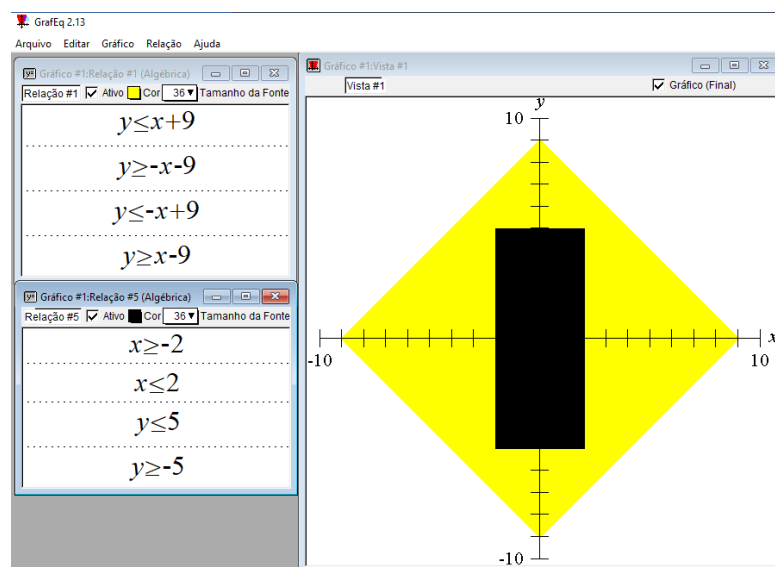 GrafEq 2.13
Arquivo Editar Gráfico Relação Ajuda
Gráfico #1:Relação #1 (Algébrica)
Relação #1 Ativo Cor 36 Tamanho da Fonte
y≤x+9
y≥-x-9
y≤-x+9
y≥x-9
Gráfico #1:Relação #5 (Algébrica)
Relação #5 Ativo Cor 36 Tamanho da Fonte
x≥-2
x≤2
y≤5
y≥-5
Gráfico #1:Vista #1
Vista #1 Gráfico (Final)
y
10
x
-10 10
-10